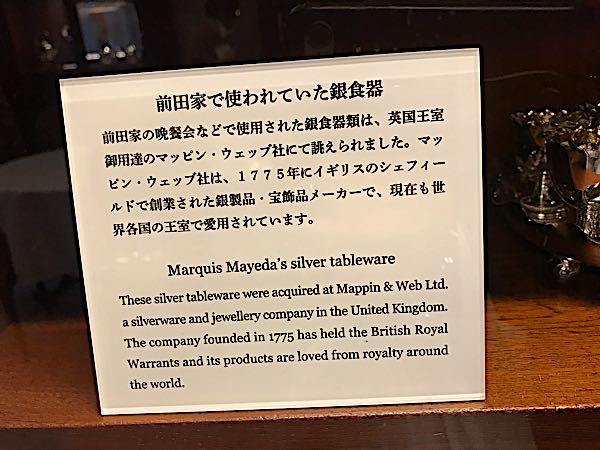 前田家で使われていた銀食器
前田家の晩餐会などで使用された銀食器類は、英国王室
御用達のマッピン・ウェッブ社にて誂えられました。マッ
ピン・ウェッブ社は、１７７５年にイギリスのシェフィー
ルドで創業された銀製品・宝飾品メーカーで、現在も世
界各国の王室で愛用されています。
Marquis Mayeda's silver tableware
These silver tableware were acquired at Mappin & Web Ltd.
a silverware and jewellery company in the United Kingdom.
The company founded in 1775 has held the British Royal
Warrants and its products are loved from royalty around
the world.